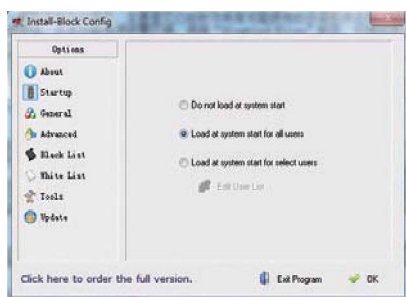 Install-Block Config
Options
About
Startup
General
Advanced
Black List
White List
Tools
Update
Do not load at system start
Load at system start for all users
Load at system start for select users
Edit User List
Click here to order the full version.
Exit Program
OK